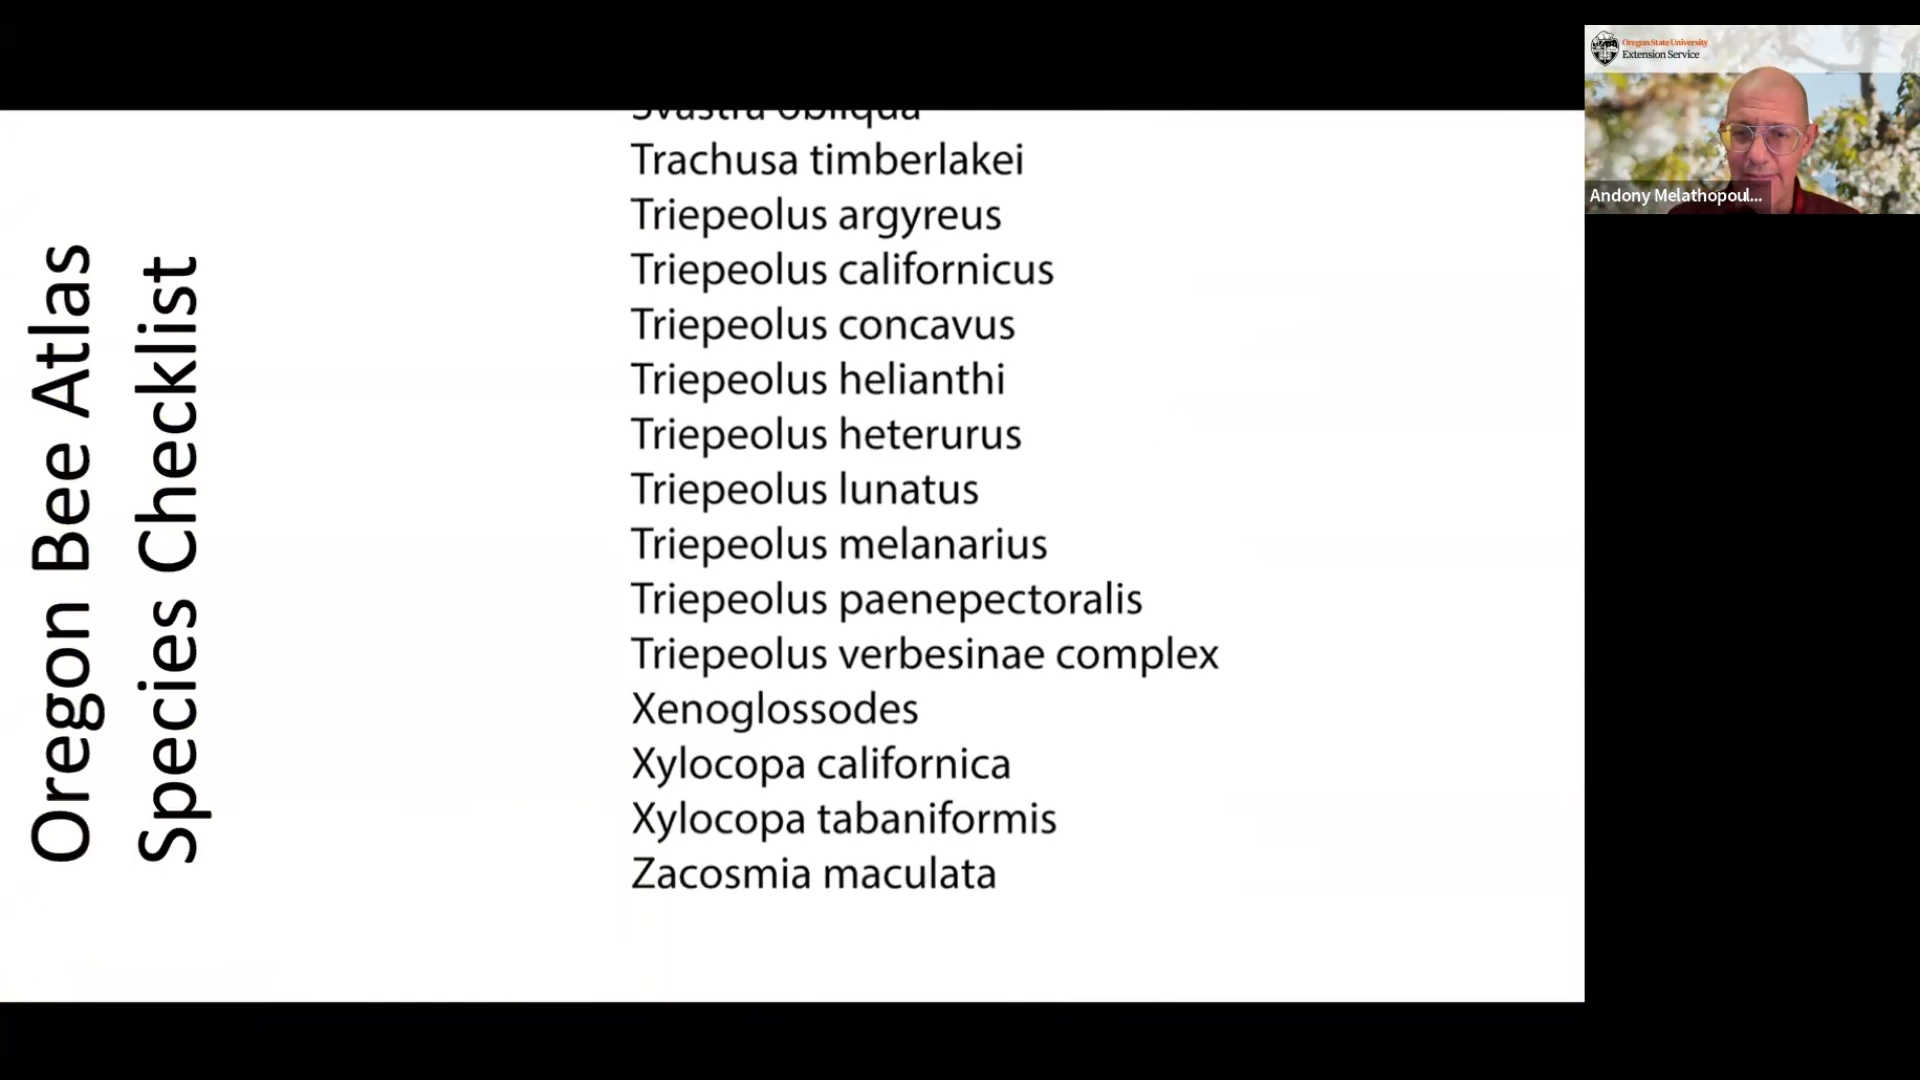 Oregon Bee Atlas
Species Checklist
Svastra obliqua
Trachusa timberlakei
Triepeolus argyreus
Triepeolus californicus
Triepeolus concavus
Triepeolus helianthi
Triepeolus heterurus
Triepeolus lunatus
Triepeolus melanarius
Triepeolus paenepectoralis
Triepeolus verbesinae complex
Xenoglossodes
Xylocopa californica
Xylocopa tabaniformis
Zacosmia maculata
Oregon State University
Extension Service
Andony Melathopoul...